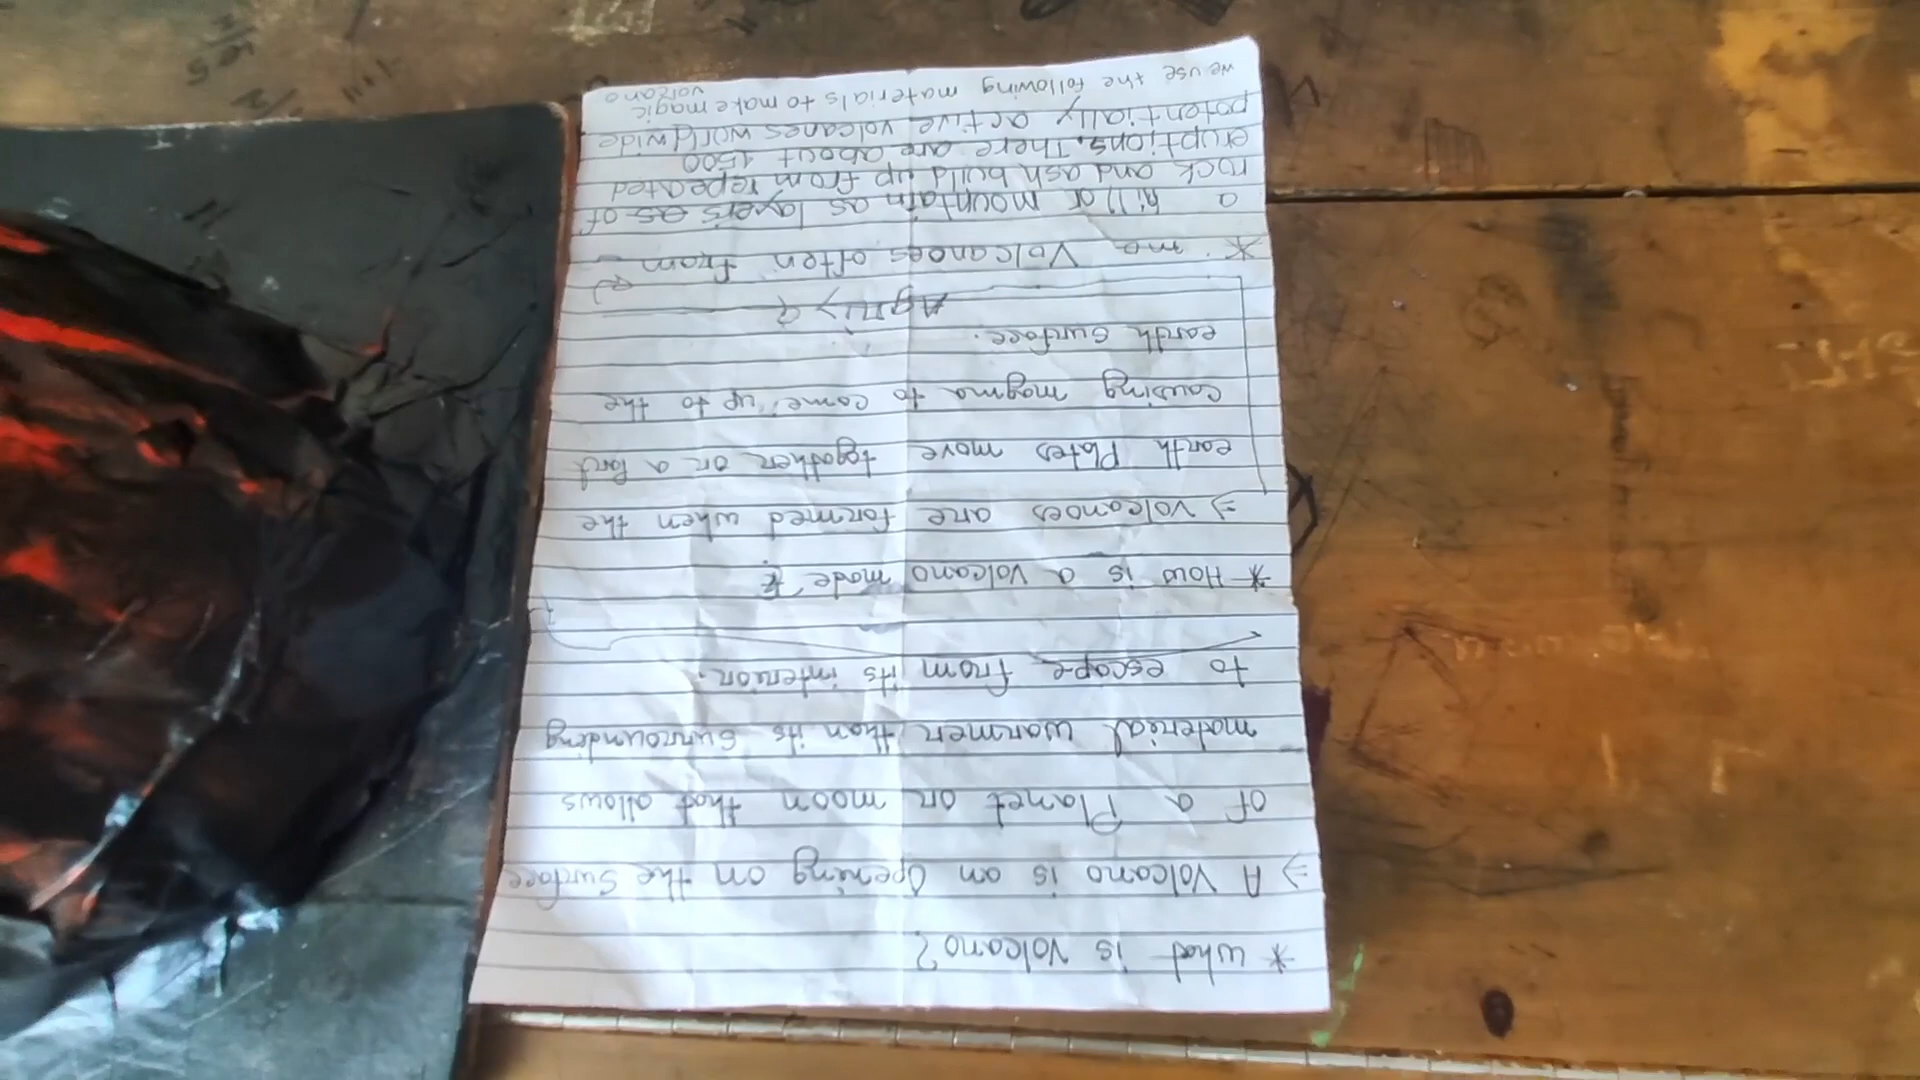 * What is volcano?
⇒ A Volcano is an Opening on the Surface
of a Planet or moon that allows
material warmer than its surrounding
to escape from its interior.
* How is a volcano made ?
⇒ Volcanoes are formed when the
earth Plates move together or a Part
causing magma to come up to the
earth surface.
* ma Volcanoes often from
a hill or mountain as layers as of
rock and ash build up from repeated
eruptions. There are about 1500
potentially active volcanes worldwide
we use the following materials to make magic
volcano